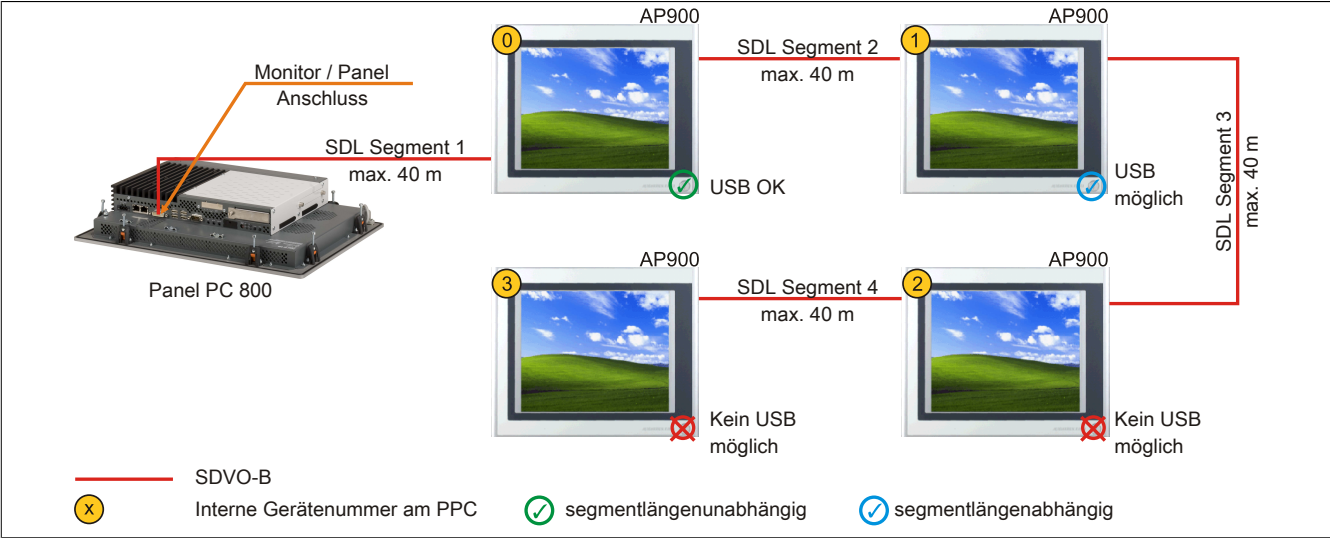 AP900
AP900
0
SDL Segment 2
1
max. 40 m
Monitor / Panel
Anschluss
SDL Segment 1
max. 40 m
SDL Segment 3
max. 40 m
USB OK
USB
möglich
Panel PC 800
AP900
AP900
3
SDL Segment 4
2
max. 40 m
Kein USB
möglich
Kein USB
möglich
SDVO-B
x
Interne Gerätenummer am PPC
segmentlängenunabhängig
segmentlängenabhängig